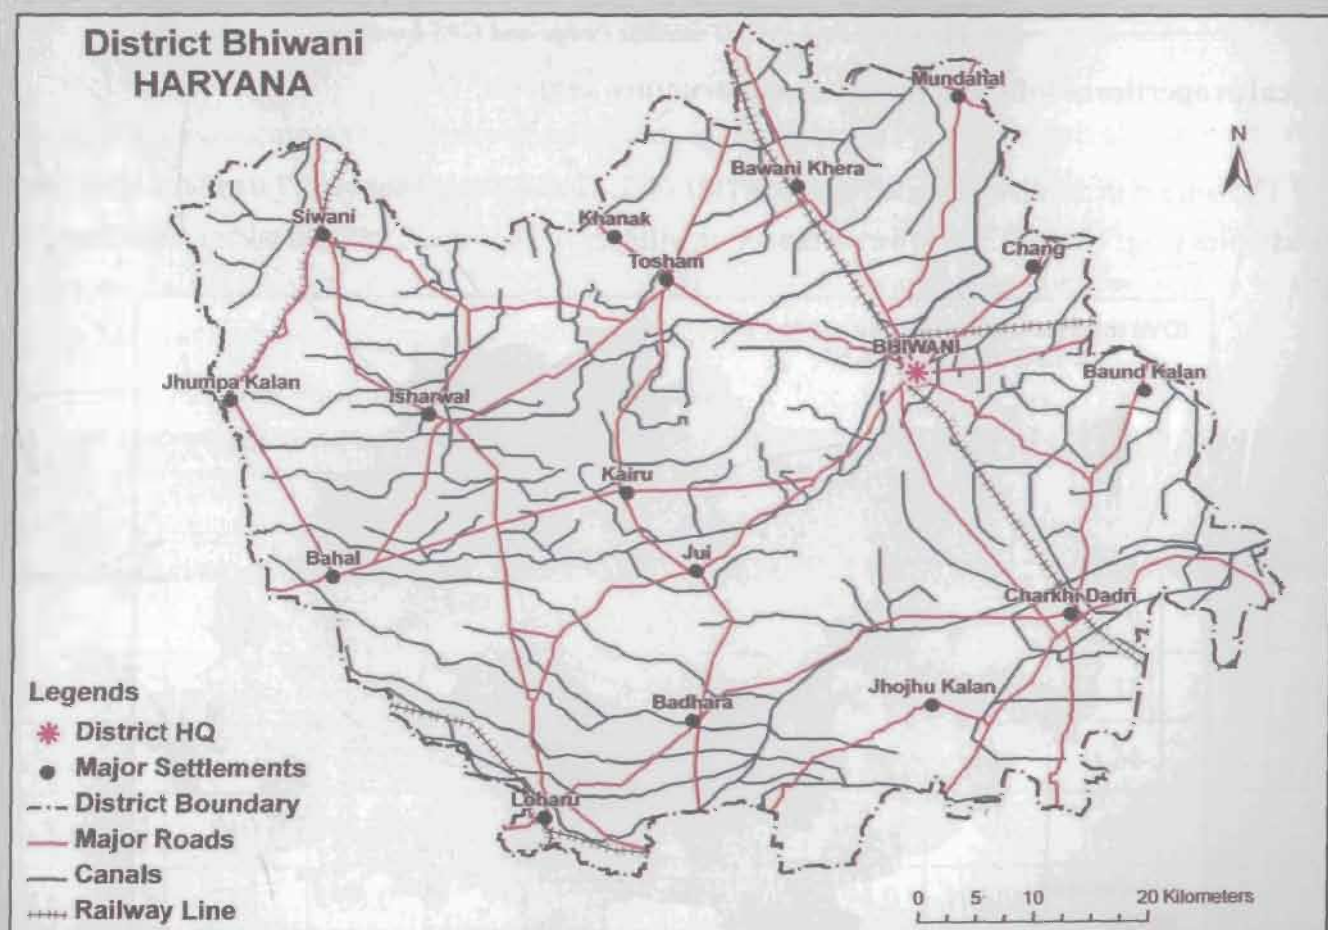 District Bhiwani
HARYANA
Mundahal
N
Bawani Khera
Siwani
Khanak
Chang
Tosham
BHIWANI
Jhumpa Kalan
Baund Kalan
Isharwal
Kairu
Bahal
Jui
Charkhi Dadri
Legends
Jhojhu Kalan
Badhara
District HQ
Major Settlements
District Boundary
Loharu
Major Roads
Canals
Railway Line
0 5 10 20 Kilometers